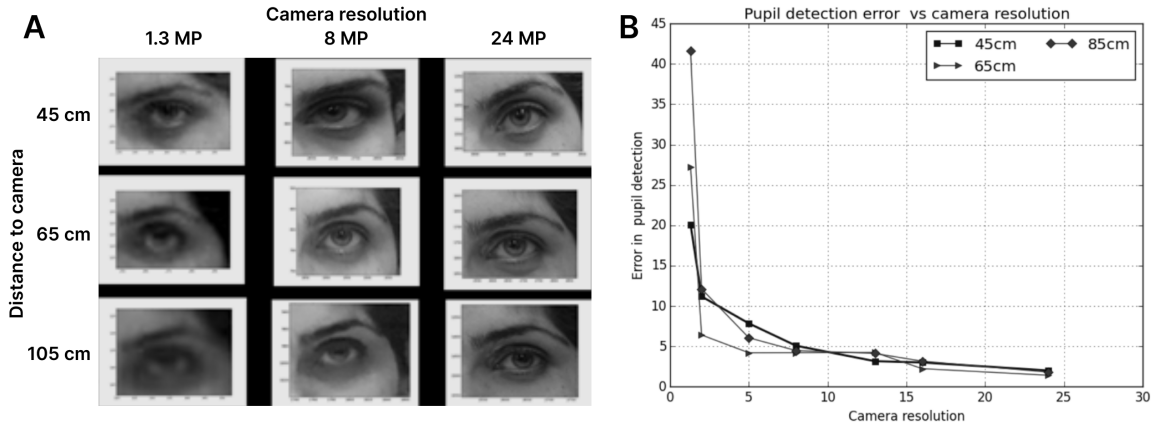 A
Camera resolution
1.3 MP 8 MP 24 MP
Distance to camera
45 cm
65 cm
105 cm
B
Pupil detection error vs camera resolution
45cm 85cm
65cm
Error in pupil detection
45
40
35
30
25
20
15
10
5
0
0 5 10 15 20 25 30
Camera resolution